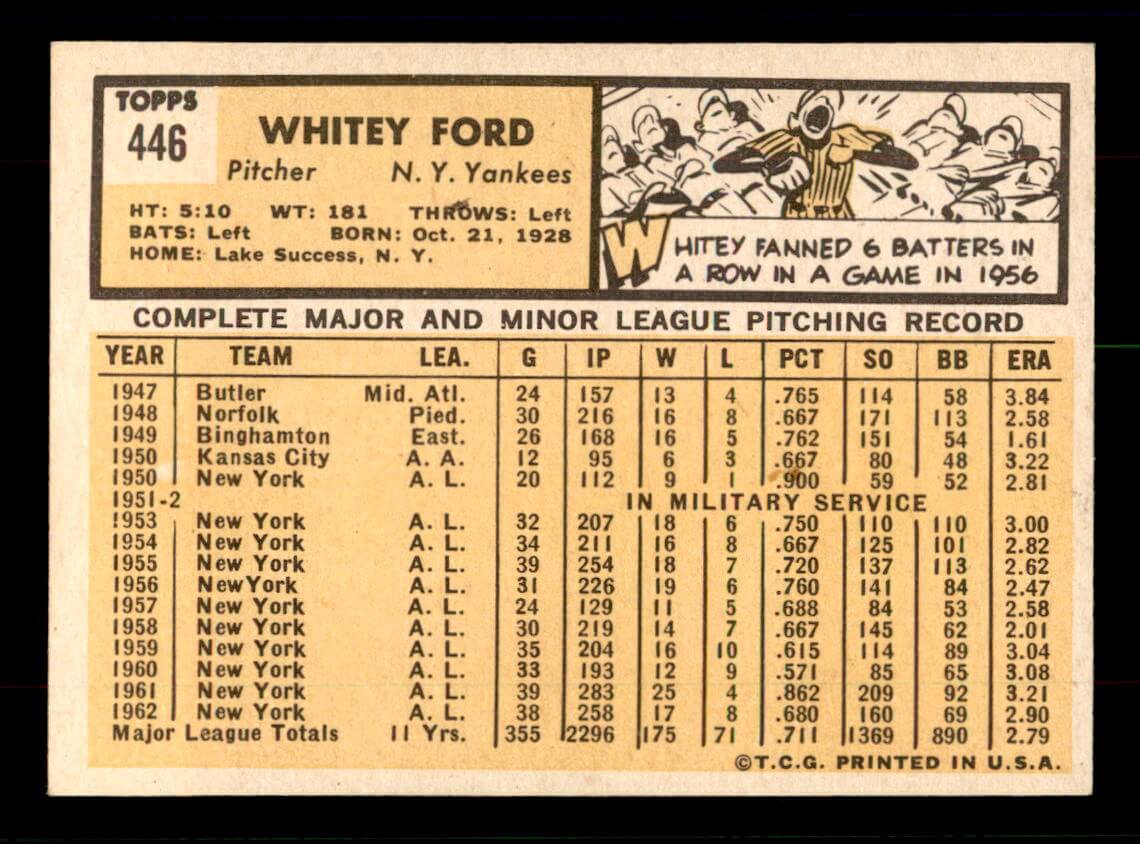 TOPPS
446
WHITEY FORD
Pitcher N. Y. Yankees
HT: 5:10 WT: 181 THROWS: Left
BATS: Left BORN: Oct. 21, 1928
HOME: Lake Success, N. Y.
WHITEY FANNED 6 BATTERS IN
A ROW IN A GAME IN 1956
COMPLETE MAJOR AND MINOR LEAGUE PITCHING RECORD
YEAR TEAM LEA. G IP W L PCT SO BB ERA
1947 Butler Mid. Atl. 24 157 13 4 .765 114 58 3.84
1948 Norfolk Pied. 30 216 16 8 .667 171 113 2.58
1949 Binghamton East. 26 168 16 5 .762 151 54 1.61
1950 Kansas City A. A. 12 95 6 3 .667 80 48 3.22
1950 New York A. L. 20 112 9 1 .900 59 52 2.81
1951-2 IN MILITARY SERVICE
1953 New York A. L. 32 207 18 6 .750 110 110 3.00
1954 New York A. L. 34 211 16 8 .667 125 101 2.82
1955 New York A. L. 39 254 18 7 .720 137 113 2.62
1956 NewYork A. L. 31 226 19 6 .760 141 84 2.47
1957 New York A. L. 24 129 11 5 .688 84 53 2.58
1958 New York A. L. 30 219 14 7 .667 145 62 2.01
1959 New York A. L. 35 204 16 10 .615 114 89 3.04
1960 New York A. L. 33 193 12 9 .571 85 65 3.08
1961 New York A. L. 39 283 25 4 .862 209 92 3.21
1962 New York A. L. 38 258 17 8 .680 160 69 2.90
Major League Totals 11 Yrs. 355 2296 175 71 .711 1369 890 2.79
©T.C.G. PRINTED IN U.S.A.